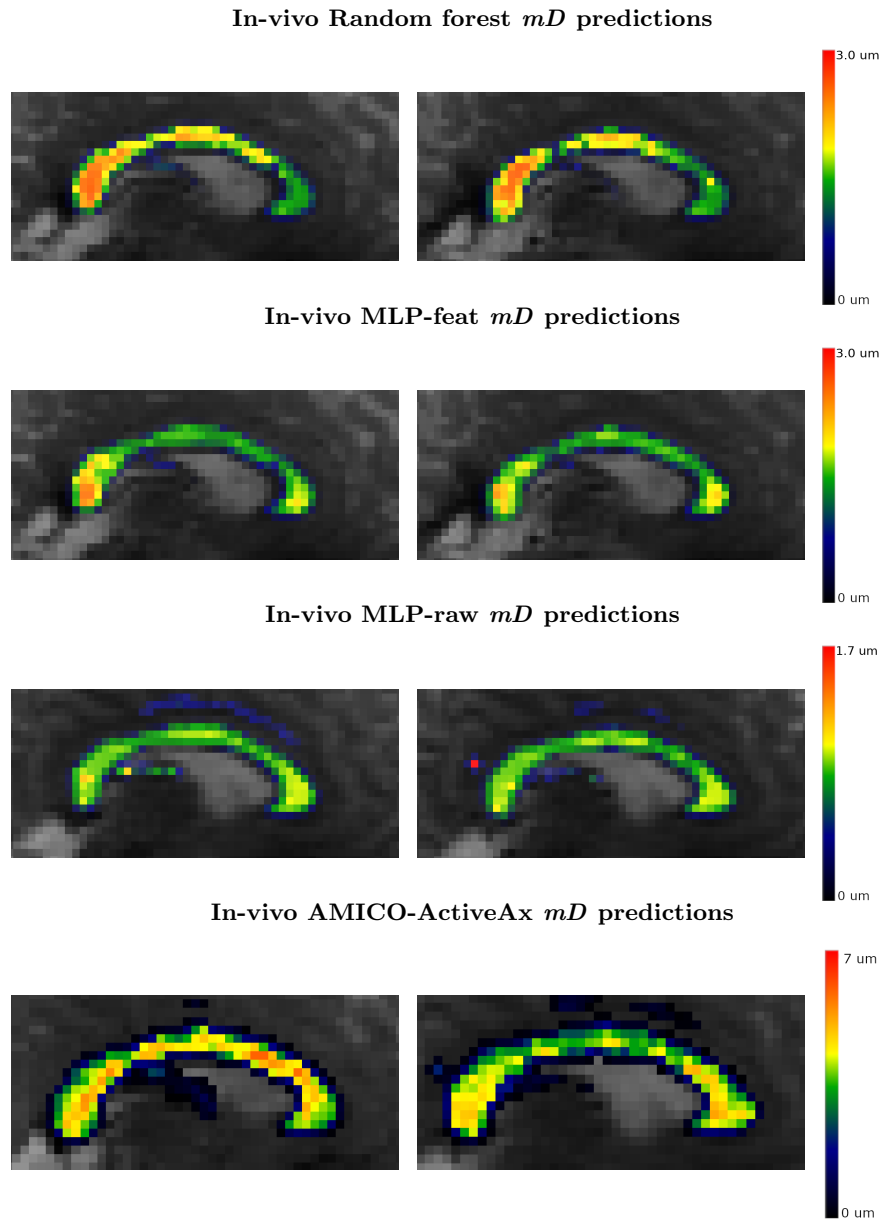 In-vivo Random forest mD predictions
3.0 um
0 um
In-vivo MLP-feat mD predictions
3.0 um
0 um
In-vivo MLP-raw mD predictions
1.7 um
0 um
In-vivo AMICO-ActiveAx mD predictions
7 um
0 um